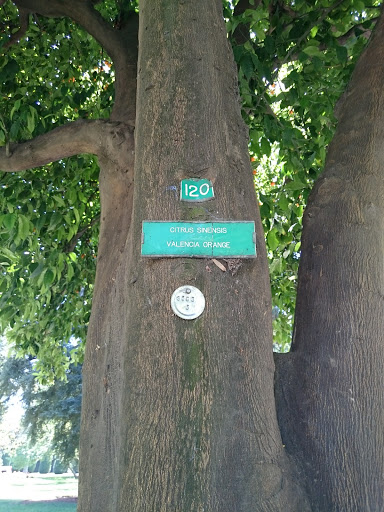 120
CITRUS SINENSIS
VALENCIA ORANGE